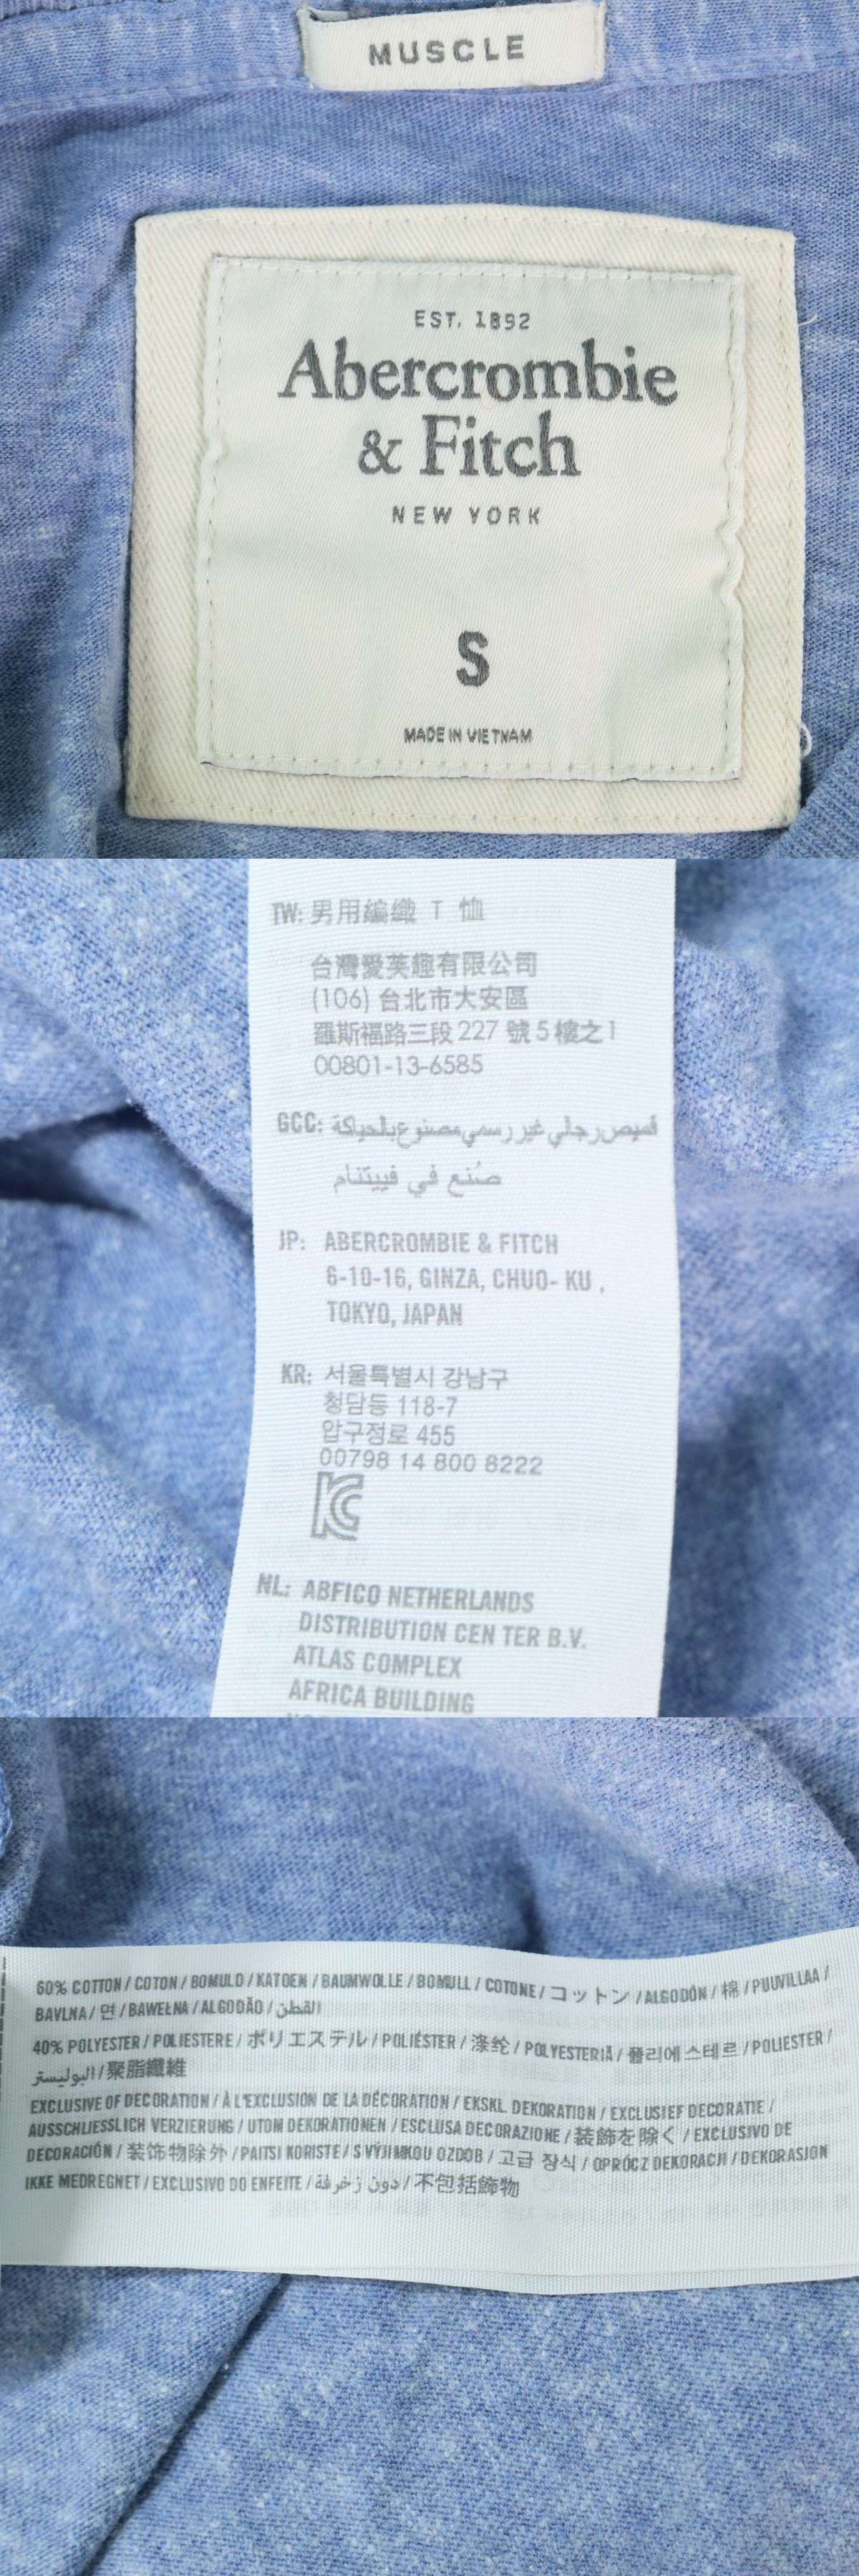 MUSCLE
EST. 1892
Abercrombie
& Fitch
NEW YORK
S
MADE IN VIETNAM
TW: 男用編織 T 恤
台灣愛芙趣有限公司
(106) 台北市大安區
羅斯福路三段 227 號 5 樓之 1
00801-13-6585
GCC: قميص رجالي غير رسمي مصنوع بالحياكة
صُنع في فييتنام
JP: ABERCROMBIE & FITCH
6-10-16, GINZA, CHUO- KU ,
TOKYO, JAPAN
KR: 서울특별시 강남구
청담동 118-7
압구정로 455
00798 14 800 8222
NL: ABFICO NETHERLANDS
DISTRIBUTION CEN TER B.V.
ATLAS COMPLEX
AFRICA BUILDING
60% COTTON / COTON / BOMULD / KATOEN / BAUMWOLLE / BOMULL / COTONE / コットン / ALGODÓN / 棉 / PUUVILLAA /
BAVLNA / 면 / BAWEŁNA / ALGODÃO / القطن
40% POLYESTER / POLIESTERE / ポリエステル / POLIÉSTER / 涤纶 / POLYESTERIÄ / 폴리에스테르 / POLIESTER /
البوليستر / 聚脂纖維
EXCLUSIVE OF DECORATION / À L'EXCLUSION DE LA DÉCORATION / EKSKL. DEKORATION / EXCLUSIEF DECORATIE /
AUSSCHLIESSLICH VERZIERUNG / UTOM DEKORATIONEN / ESCLUSA DECORAZIONE / 装飾を除く / EXCLUSIVO DE
DECORACIÓN / 装饰物除外 / PAITSI KORISTE / S VÝJIMKOU OZDOB / 고급 장식 / OPRÓCZ DEKORACJI / DEKORASJON
IKKE MEDREGNET / EXCLUSIVO DO ENFEITE / دون زخرفة / 不包括飾物